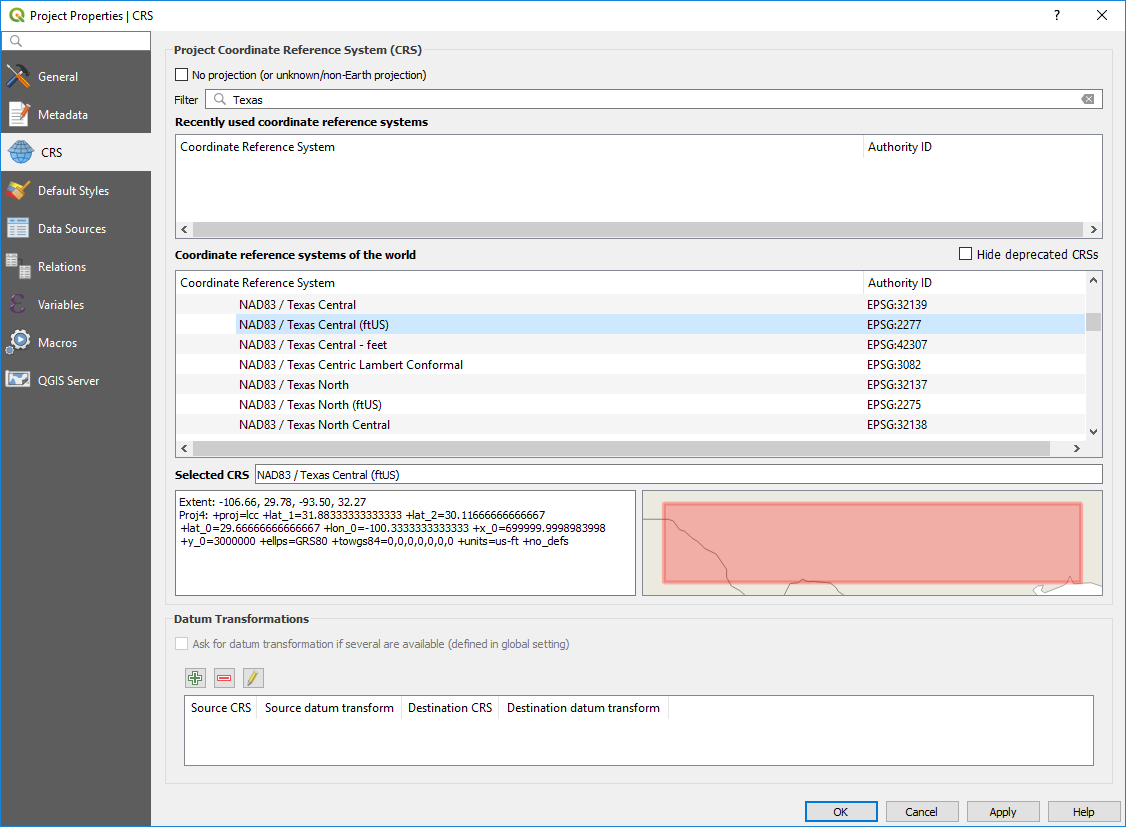 Project Properties | CRS
?
General
Metadata
CRS
Default Styles
Data Sources
Relations
Variables
Macros
QGIS Server
Project Coordinate Reference System (CRS)
No projection (or unknown/non-Earth projection)
Filter Texas
Recently used coordinate reference systems
Coordinate Reference System Authority ID
Coordinate reference systems of the world Hide deprecated CRSs
Coordinate Reference System Authority ID
NAD83 / Texas Central EPSG:32139
NAD83 / Texas Central (ftUS) EPSG:2277
NAD83 / Texas Central - feet EPSG:42307
NAD83 / Texas Centric Lambert Conformal EPSG:3082
NAD83 / Texas North EPSG:32137
NAD83 / Texas North (ftUS) EPSG:2275
NAD83 / Texas North Central EPSG:32138
Selected CRS NAD83 / Texas Central (ftUS)
Extent: -106.66, 29.78, -93.50, 32.27
Proj4: +proj=lcc +lat_1=31.88333333333333 +lat_2=30.11666666666667
+lat_0=29.66666666666667 +lon_0=-100.3333333333333 +x_0=699999.9998983998
+y_0=3000000 +ellps=GRS80 +towgs84=0,0,0,0,0,0,0 +units=us-ft +no_defs
Datum Transformations
Ask for datum transformation if several are available (defined in global setting)
Source CRS Source datum transform Destination CRS Destination datum transform
OK Cancel Apply Help